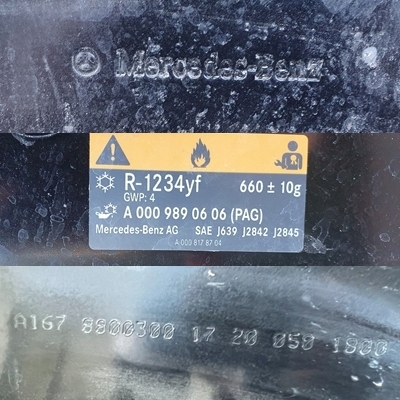 Mercedes-Benz
R-1234yf 660 ± 10g
GWP: 4
A 000 989 06 06 (PAG)
Mercedes-Benz AG SAE J639 J2842 J2845
A 000 817 87 04
A167 8800300 17 20 050 1900